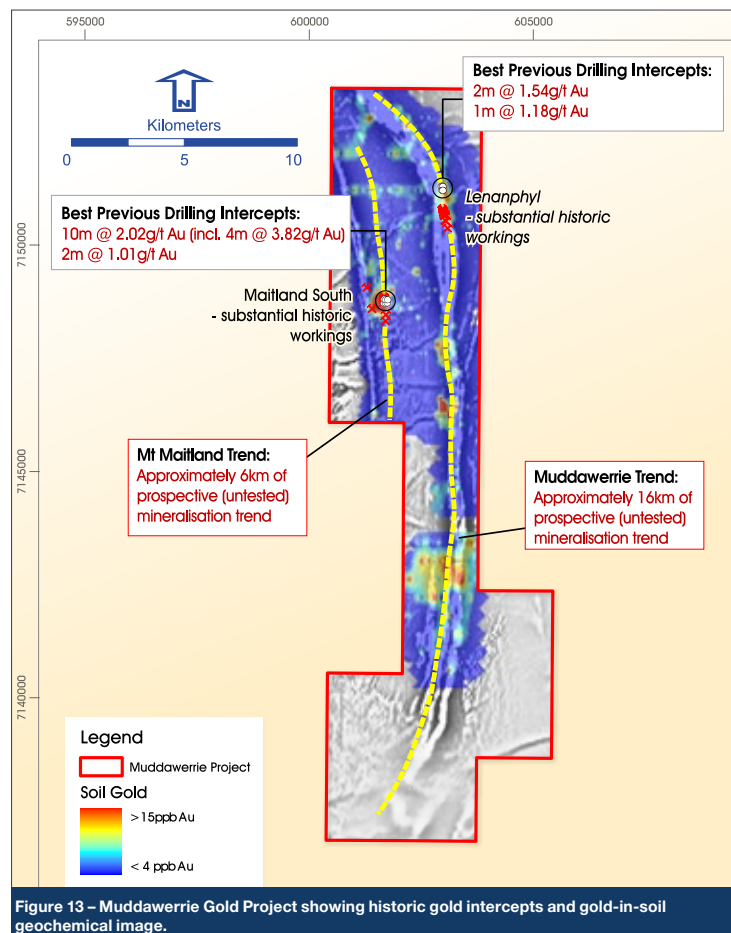 595000
600000
605000
N
Kilometers
0
5
10
Best Previous Drilling Intercepts:
2m @ 1.54g/t Au
1m @ 1.18g/t Au
Best Previous Drilling Intercepts:
10m @ 2.02g/t Au (incl. 4m @ 3.82g/t Au)
2m @ 1.01g/t Au
Lenanphyl
- substantial historic
workings
7150000
Maitland South
- substantial historic
workings
Mt Maitland Trend:
Approximately 6km of
prospective (untested)
mineralisation trend
7145000
Muddawerrie Trend:
Approximately 16km of
prospective (untested)
mineralisation trend
7140000
Legend
Muddawerrie Project
Soil Gold
>15ppb Au
< 4 ppb Au
Figure 13 – Muddawerrie Gold Project showing historic gold intercepts and gold-in-soil
geochemical image.